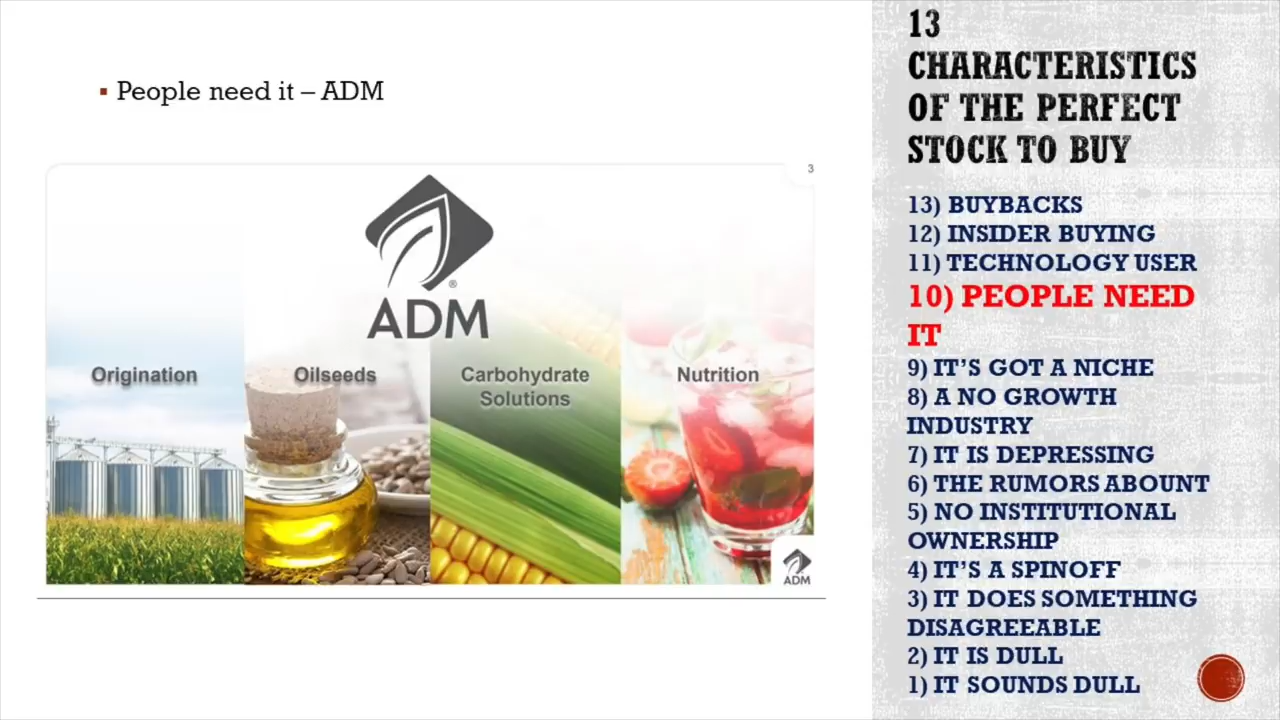 People need it – ADM
3
ADM
Origination
Oilseeds
Carbohydrate
Solutions
Nutrition
ADM
13
CHARACTERISTICS
OF THE PERFECT
STOCK TO BUY
13) BUYBACKS
12) INSIDER BUYING
11) TECHNOLOGY USER
10) PEOPLE NEED
IT
9) IT’S GOT A NICHE
8) A NO GROWTH
INDUSTRY
7) IT IS DEPRESSING
6) THE RUMORS ABOUNT
5) NO INSTITUTIONAL
OWNERSHIP
4) IT’S A SPINOFF
3) IT DOES SOMETHING
DISAGREEABLE
2) IT IS DULL
1) IT SOUNDS DULL